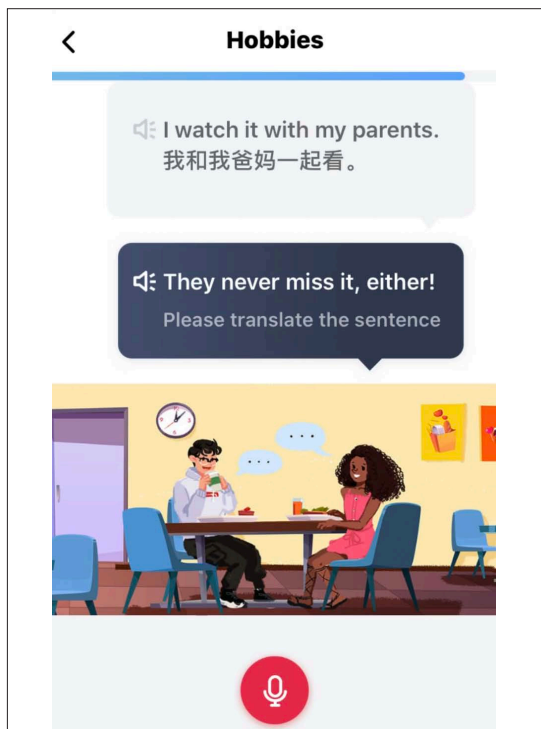 Hobbies
I watch it with my parents.
我和我爸妈一起看。
They never miss it, either!
Please translate the sentence